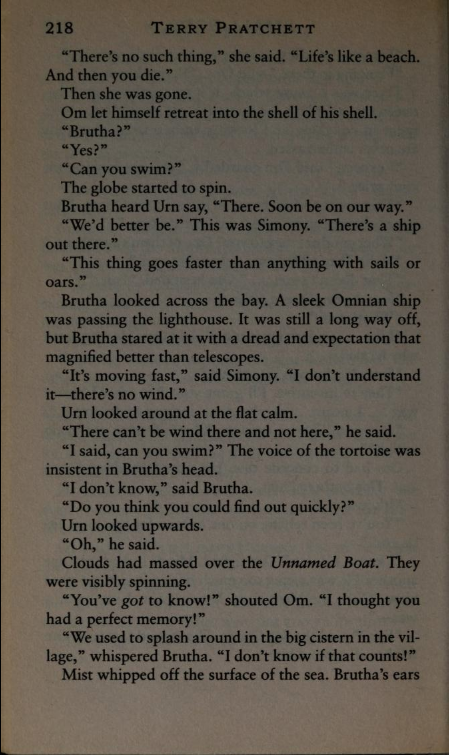 218 TERRY PRATCHETT
“There’s no such thing,” she said. “Life’s like a beach.
And then you die.”
Then she was gone.
Om let himself retreat into the shell of his shell.
“Brutha?”
“Yes?”
“Can you swim?”
The globe started to spin.
Brutha heard Urn say, “There. Soon be on our way.”
“We’d better be.” This was Simony. “There’s a ship
out there.”
“This thing goes faster than anything with sails or
oars.”
Brutha looked across the bay. A sleek Omnian ship
was passing the lighthouse. It was still a long way off,
but Brutha stared at it with a dread and expectation that
magnified better than telescopes.
“It’s moving fast,” said Simony. “I don’t understand
it—there’s no wind.”
Urn looked around at the flat calm.
“There can’t be wind there and not here,” he said.
“I said, can you swim?” The voice of the tortoise was
insistent in Brutha’s head.
“I don’t know,” said Brutha.
“Do you think you could find out quickly?”
Urn looked upwards.
“Oh,” he said.
Clouds had massed over the Unnamed Boat. They
were visibly spinning.
“You’ve got to know!” shouted Om. “I thought you
had a perfect memory!”
“We used to splash around in the big cistern in the vil-
lage,” whispered Brutha. “I don’t know if that counts!”
Mist whipped off the surface of the sea. Brutha’s ears